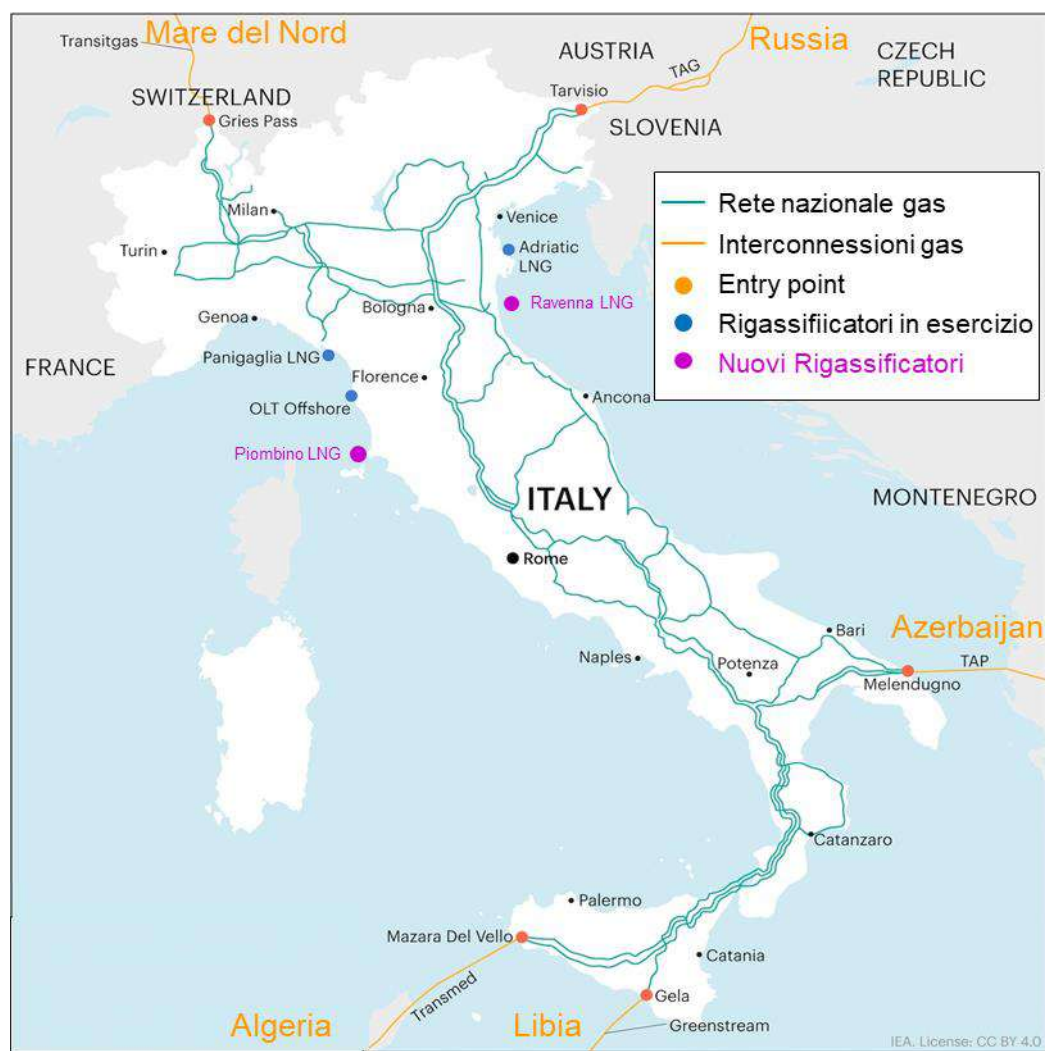 Mare del Nord
Transitgas
Russia
AUSTRIA
CZECH
REPUBLIC
TAG
SWITZERLAND
Tarvisio
Gries Pass
SLOVENIA
Rete nazionale gas
Interconnessioni gas
Entry point
Rigassifiicatori in esercizio
Nuovi Rigassificatori
Milan
Venice
Turin
Adriatic
LNG
Ravenna LNG
Bologna
Genoa
Panigaglia LNG
FRANCE
Florence
OLT Offshore
Ancona
Piombino LNG
ITALY
MONTENEGRO
Rome
Bari
Azerbaijan
Naples
Potenza
TAP
Melendugno
Catanzaro
Palermo
Mazara Del Vello
Catania
Transmed
Gela
Algeria
Libia
Greenstream
IEA. License: CC BY 4.0